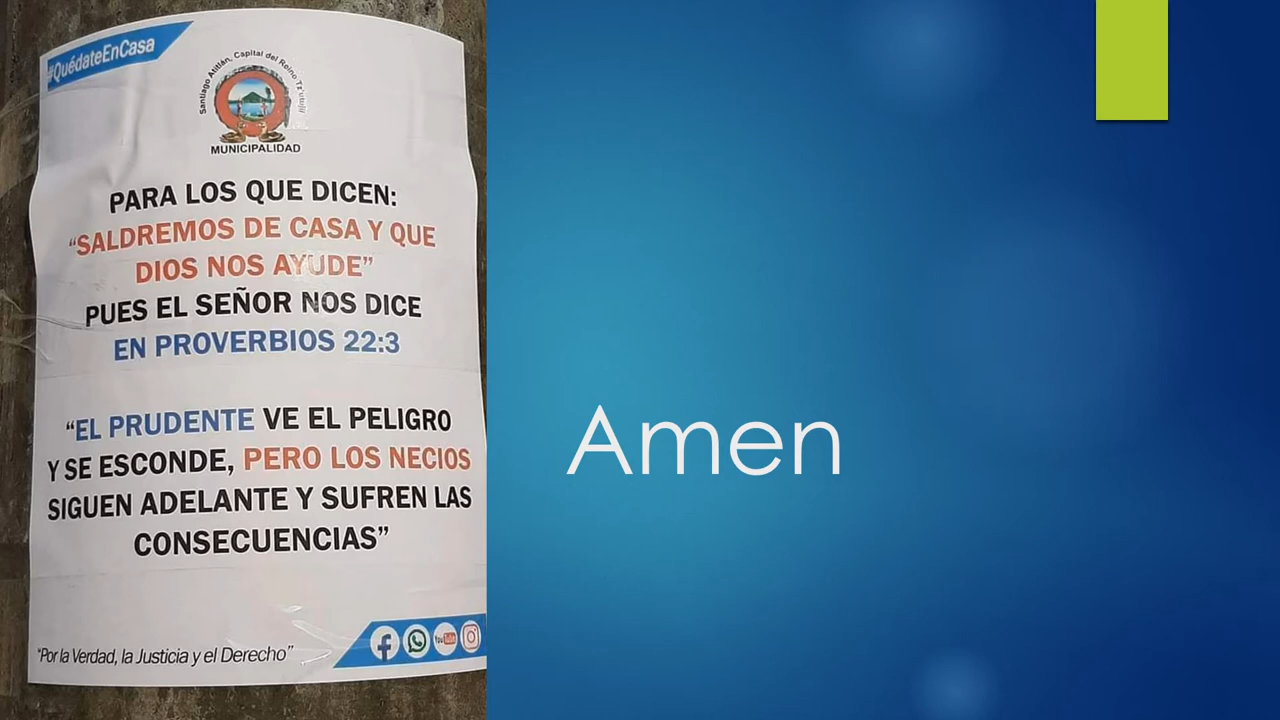 #QuédateEnCasa
Santiago Atitlán, Capital del Reino Tz'utujil
MUNICIPALIDAD
PARA LOS QUE DICEN:
“SALDREMOS DE CASA Y QUE
DIOS NOS AYUDE”
PUES EL SEÑOR NOS DICE
EN PROVERBIOS 22:3
“EL PRUDENTE VE EL PELIGRO
Y SE ESCONDE, PERO LOS NECIOS
SIGUEN ADELANTE Y SUFREN LAS
CONSECUENCIAS”
“Por la Verdad, la Justicia y el Derecho”
YouTube
Amen